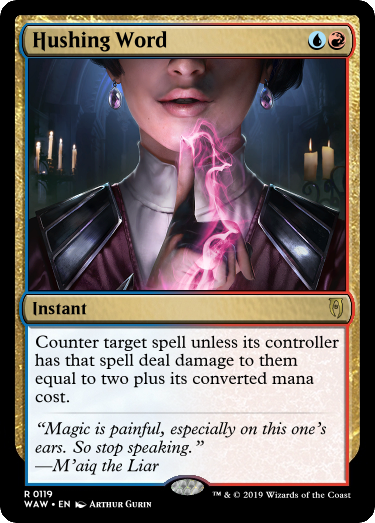 Hushing Word
Instant
Counter target spell unless its controller
has that spell deal damage to them
equal to two plus its converted mana
cost.
“Magic is painful, especially on this one’s
ears. So stop speaking.”
—M’aiq the Liar
R 0119
WAW • EN Arthur Gurin
™ & © 2019 Wizards of the Coast